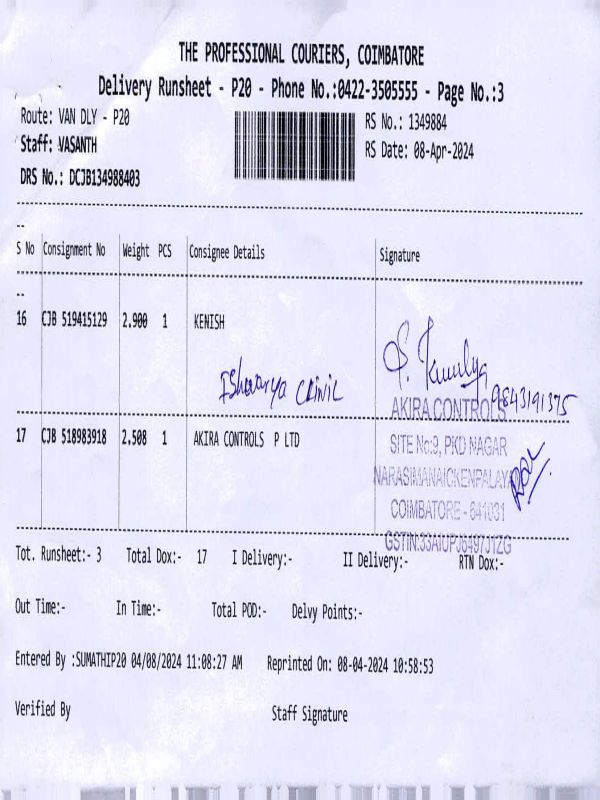 THE PROFESSIONAL COURIERS, COIMBATORE
Delivery Runsheet - P20 - Phone No.:0422-3505555 - Page No.:3
Route: VAN DLY - P20
RS No.: 1349884
Staff: VASANTH
RS Date: 08-Apr-2024
DRS No.: DCJB134988403
--
S No Consignment No Weight PCS Consignee Details Signature
--
16 CJB 519415129 2.900 1 KENISH
Ishwarya Clinic
9843191375
AKIRA CONTROLS
17 CJB 518983918 2.508 1 AKIRA CONTROLS P LTD
SITE No:9, PKD NAGAR
NARASIMANAICKENPALAYA
COIMBATORE - 641031
GSTIN:33AIUPJ6497J1ZG
Tot. Runsheet:- 3 Total Dox:- 17 I Delivery:- II Delivery:- RTN Dox:-
Out Time:- In Time:- Total POD:- Delvy Points:-
Entered By :SUMATHIP20 04/08/2024 11:08:27 AM Reprinted On: 08-04-2024 10:58:53
Verified By Staff Signature